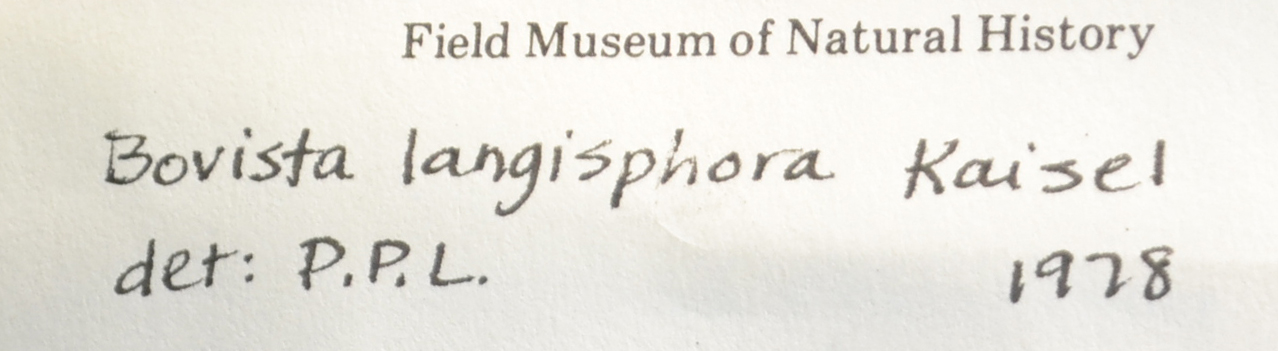 Field Museum of Natural History
Bovista langisphora Kaisel
det: P.P.L. 1978